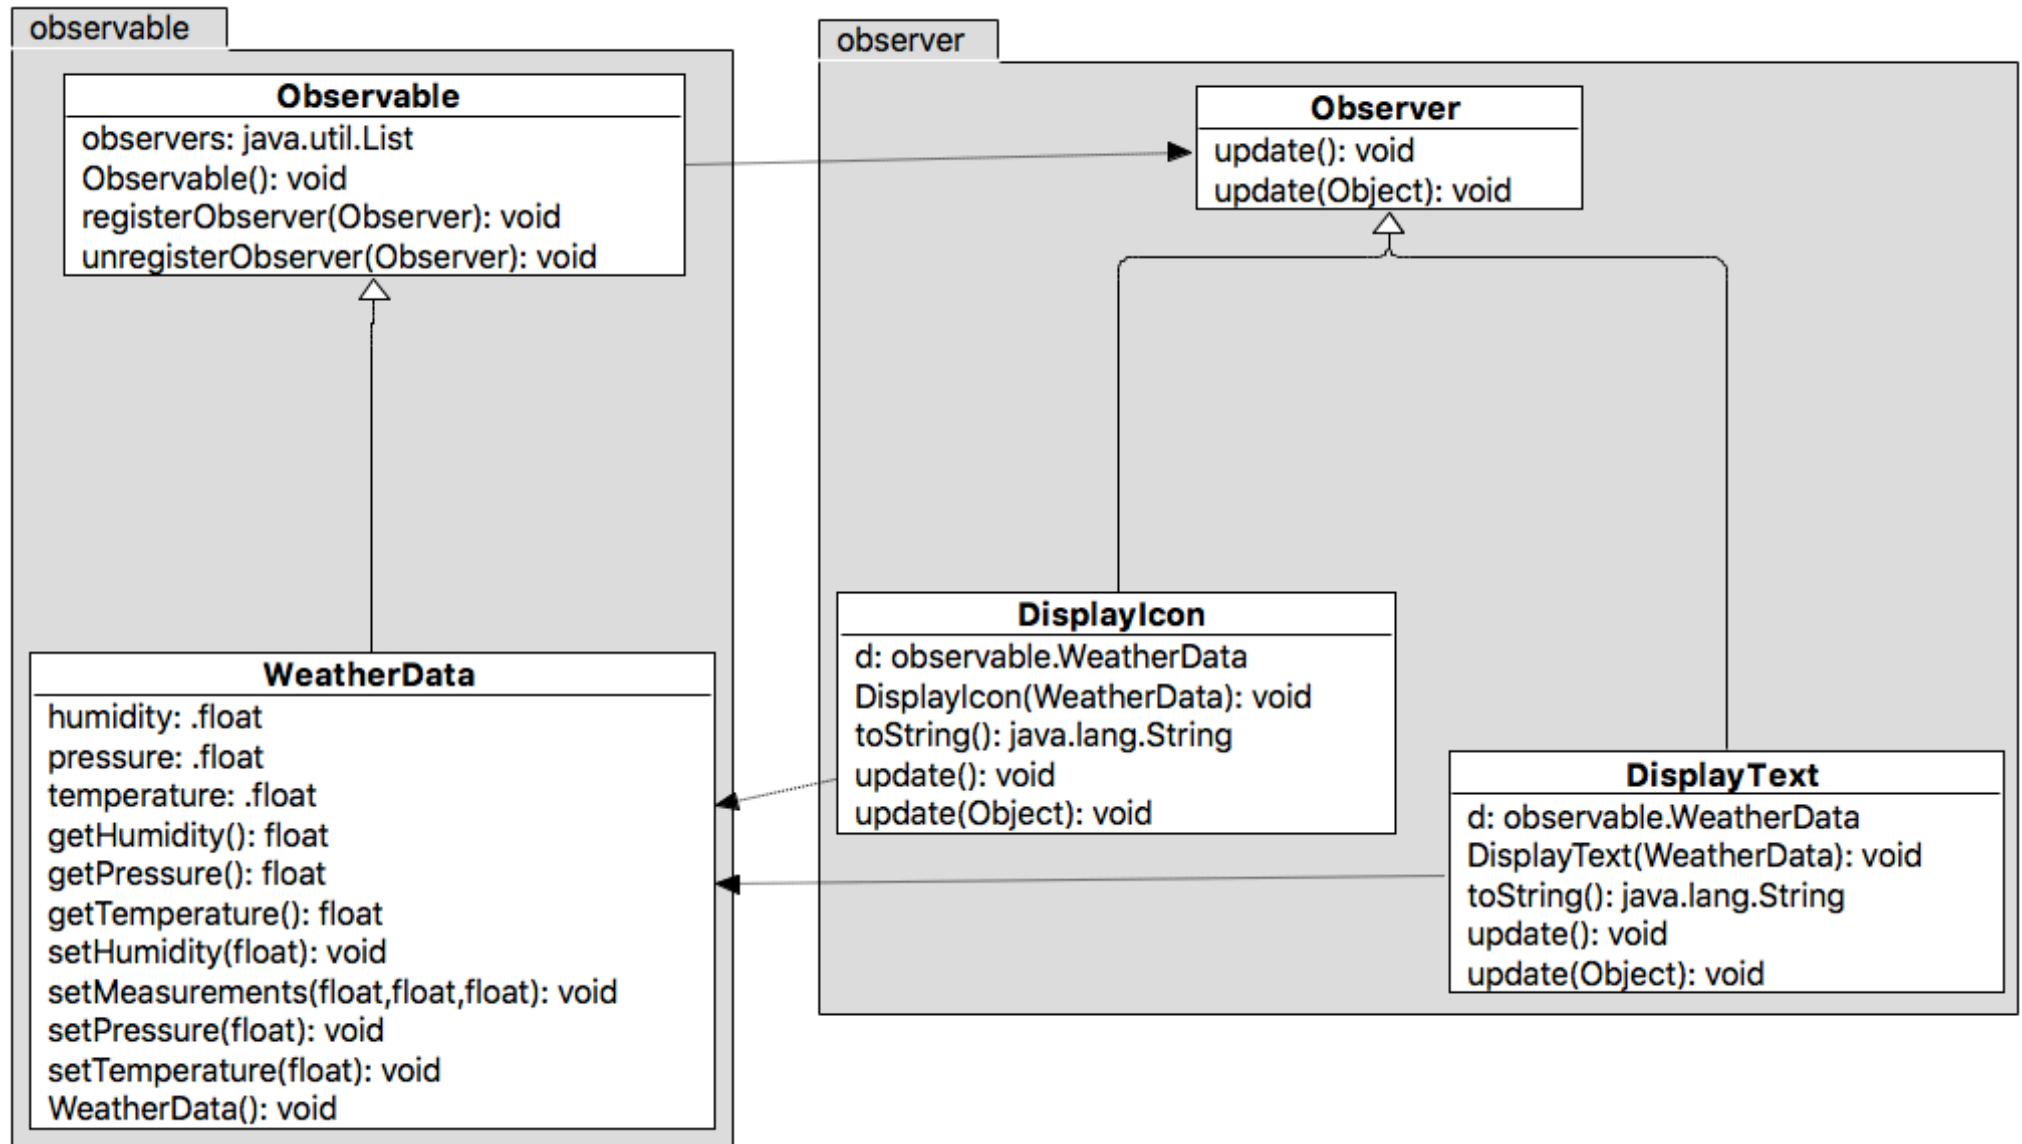 observable
Observable
observers: java.util.List
Observable(): void
registerObserver(Observer): void
unregisterObserver(Observer): void
WeatherData
humidity: .float
pressure: .float
temperature: .float
getHumidity(): float
getPressure(): float
getTemperature(): float
setHumidity(float): void
setMeasurements(float,float,float): void
setPressure(float): void
setTemperature(float): void
WeatherData(): void
observer
Observer
update(): void
update(Object): void
DisplayIcon
d: observable.WeatherData
DisplayIcon(WeatherData): void
toString(): java.lang.String
update(): void
update(Object): void
DisplayText
d: observable.WeatherData
DisplayText(WeatherData): void
toString(): java.lang.String
update(): void
update(Object): void